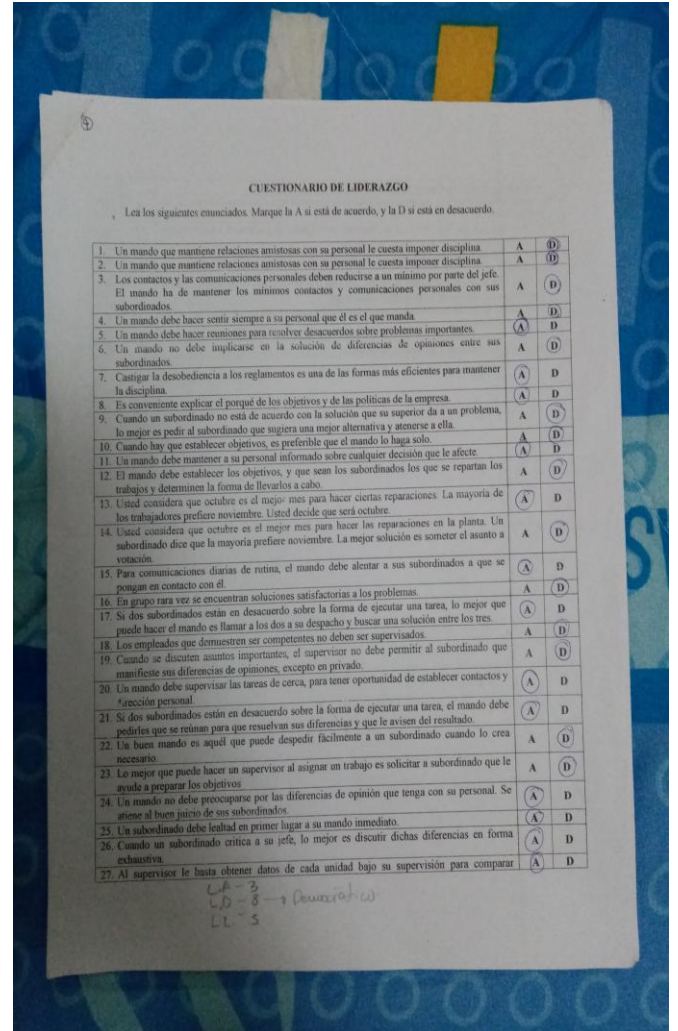 4
CUESTIONARIO DE LIDERAZGO
Lea los siguientes enunciados. Marque la A si está de acuerdo, y la D si está en desacuerdo.
1. Un mando que mantiene relaciones amistosas con su personal le cuesta imponer disciplina. A D
2. Un mando que mantiene relaciones amistosas con su personal le cuesta imponer disciplina. A D
3. Los contactos y las comunicaciones personales deben reducirse a un mínimo por parte del jefe.
El mando ha de mantener los mínimos contactos y comunicaciones personales con sus A D
subordinados.
4. Un mando debe hacer sentir siempre a su personal que él es el que manda. A D
5. Un mando debe hacer reuniones para resolver desacuerdos sobre problemas importantes. A D
6. Un mando no debe implicarse en la solución de diferencias de opiniones entre sus A D
subordinados.
7. Castigar la desobediencia a los reglamentos es una de las formas más eficientes para mantener A D
la disciplina.
8. Es conveniente explicar el porqué de los objetivos y de las políticas de la empresa. A D
9. Cuando un subordinado no está de acuerdo con la solución que su superior da a un problema, A D
lo mejor es pedir al subordinado que sugiera una mejor alternativa y atenerse a ella.
10. Cuando hay que establecer objetivos, es preferible que el mando lo haga solo. A D
11. Un mando debe mantener a su personal informado sobre cualquier decisión que le afecte. A D
12. El mando debe establecer los objetivos, y que sean los subordinados los que se repartan los A D
trabajos y determinen la forma de llevarlos a cabo.
13. Usted considera que octubre es el mejor mes para hacer ciertas reparaciones. La mayoría de A D
los trabajadores prefiere noviembre. Usted decide que será octubre.
14. Usted considera que octubre es el mejor mes para hacer las reparaciones en la planta. Un
subordinado dice que la mayoría prefiere noviembre. La mejor solución es someter el asunto a A D
votación.
15. Para comunicaciones diarias de rutina, el mando debe alentar a sus subordinados a que se A D
pongan en contacto con él.
16. En grupo rara vez se encuentran soluciones satisfactorias a los problemas. A D
17. Si dos subordinados están en desacuerdo sobre la forma de ejecutar una tarea, lo mejor que A D
puede hacer el mando es llamar a los dos a su despacho y buscar una solución entre los tres.
18. Los empleados que demuestren ser competentes no deben ser supervisados. A D
19. Cuando se discuten asuntos importantes, el supervisor no debe permitir al subordinado que A D
manifieste sus diferencias de opiniones, excepto en privado.
20. Un mando debe supervisar las tareas de cerca, para tener oportunidad de establecer contactos y A D
dirección personal.
21. Si dos subordinados están en desacuerdo sobre la forma de ejecutar una tarea, el mando debe A D
pedirles que se reúnan para que resuelvan sus diferencias y que le avisen del resultado.
22. Un buen mando es aquél que puede despedir fácilmente a un subordinado cuando lo crea A D
necesario.
23. Lo mejor que puede hacer un supervisor al asignar un trabajo es solicitar a subordinado que le A D
ayude a preparar los objetivos
24. Un mando no debe preocuparse por las diferencias de opinión que tenga con su personal. Se A D
atiene al buen juicio de sus subordinados.
25. Un subordinado debe lealtad en primer lugar a su mando inmediato. A D
26. Cuando un subordinado critica a su jefe, lo mejor es discutir dichas diferencias en forma A D
exhaustiva.
27. Al supervisor le basta obtener datos de cada unidad bajo su supervisión para comparar A D
L.A - 3
L.D - 8 → Democrático
L.L - 5